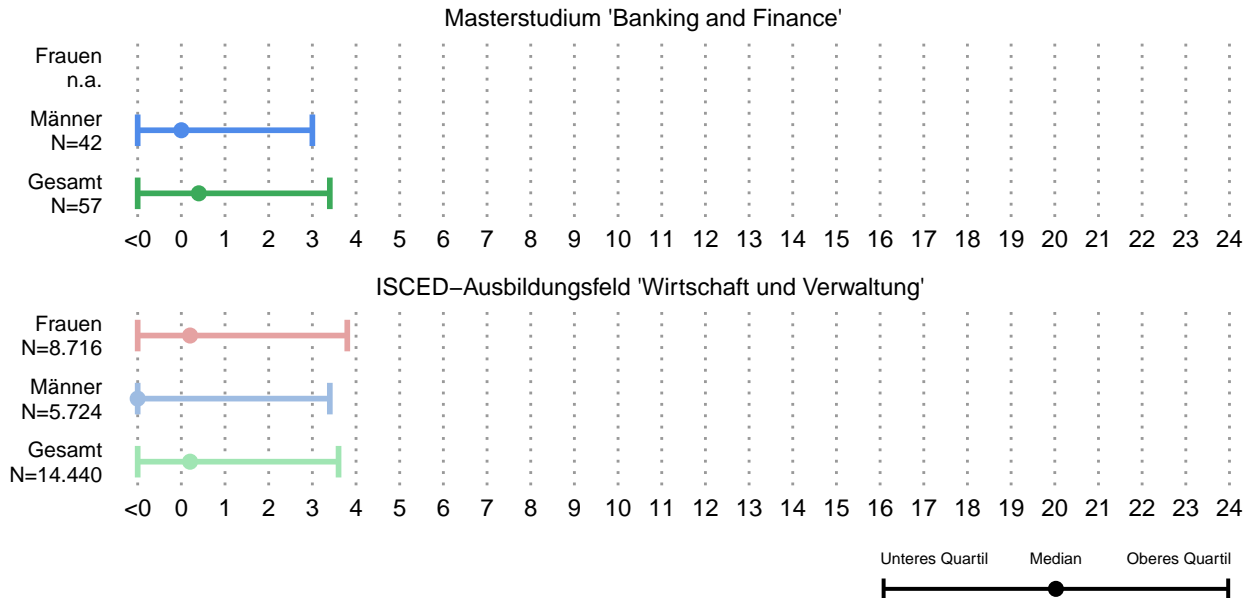 Masterstudium 'Banking and Finance'
Frauen
n.a.
Männer
N=42
Gesamt
N=57
<0 0 1 2 3 4 5 6 7 8 9 10 11 12 13 14 15 16 17 18 19 20 21 22 23 24
ISCED−Ausbildungsfeld 'Wirtschaft und Verwaltung'
Frauen
N=8.716
Männer
N=5.724
Gesamt
N=14.440
<0 0 1 2 3 4 5 6 7 8 9 10 11 12 13 14 15 16 17 18 19 20 21 22 23 24
Unteres Quartil Median Oberes Quartil